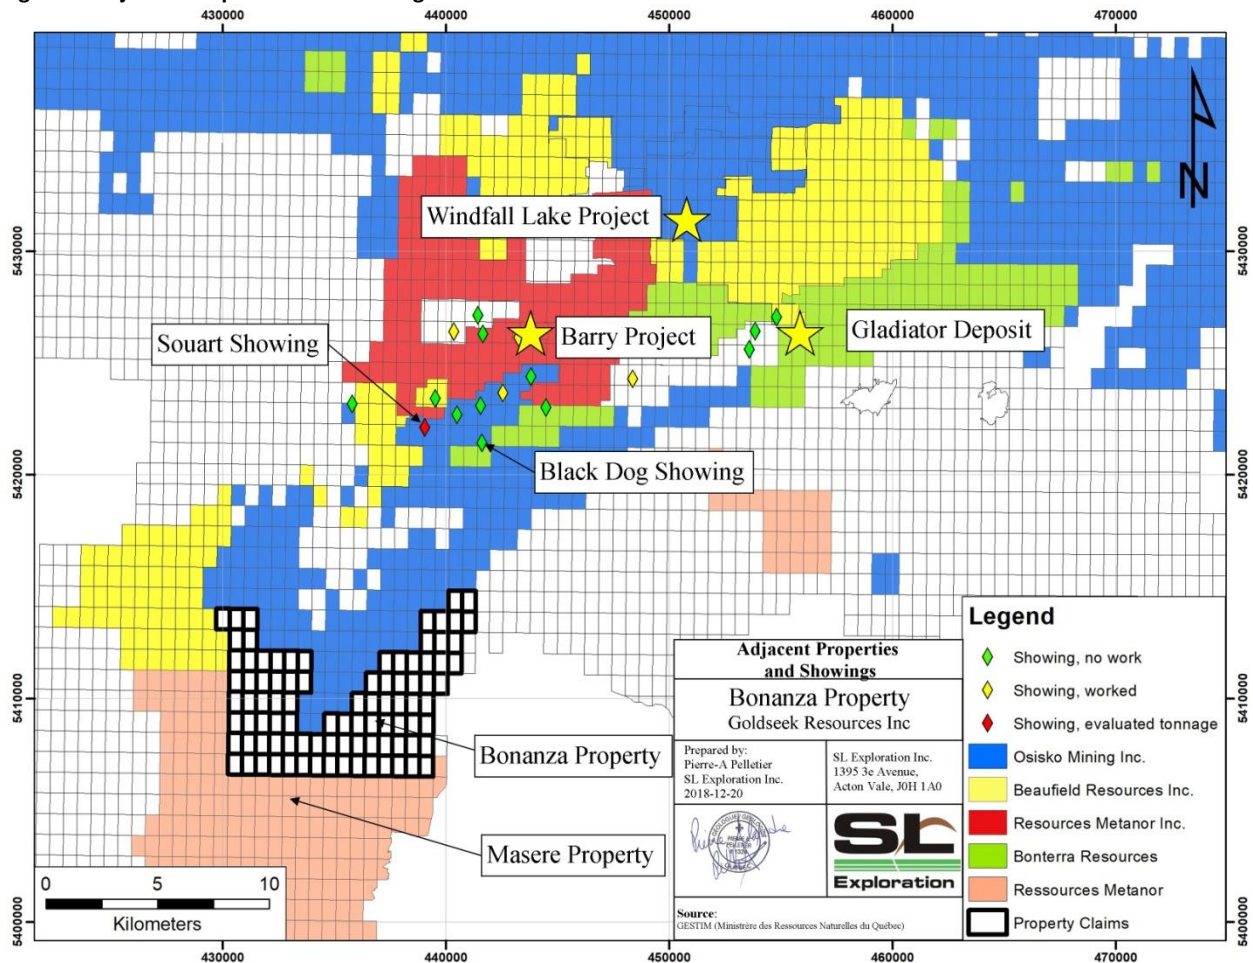 430000 440000 450000 460000 470000
5430000 5430000
5420000 5420000
5410000 5410000
5400000 5400000
N
Windfall Lake Project
Souart Showing
Barry Project
Gladiator Deposit
Black Dog Showing
Bonanza Property
Masere Property
0 5 10
Kilometers
Adjacent Properties
and Showings
Bonanza Property
Goldseek Resources Inc
Prepared by:
Pierre-A Pelletier
SL Exploration Inc.
2018-12-20
SL Exploration Inc.
1395 3e Avenue,
Acton Vale, J0H 1A0
SL
Exploration
Source:
GESTIM (Ministrère des Ressources Naturelles du Québec)
Legend
Showing, no work
Showing, worked
Showing, evaluated tonnage
Osisko Mining Inc.
Beaufield Resources Inc.
Resources Metanor Inc.
Bonterra Resources
Ressources Metanor
Property Claims
430000 440000 450000 460000 470000